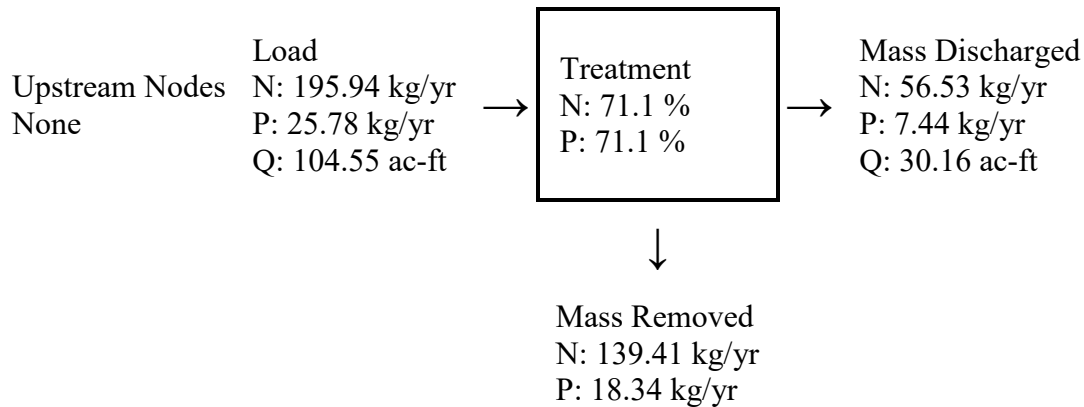 Upstream Nodes
None
Load
N: 195.94 kg/yr
P: 25.78 kg/yr
Q: 104.55 ac-ft
→
Treatment
N: 71.1 %
P: 71.1 %
→
Mass Discharged
N: 56.53 kg/yr
P: 7.44 kg/yr
Q: 30.16 ac-ft
↓
Mass Removed
N: 139.41 kg/yr
P: 18.34 kg/yr